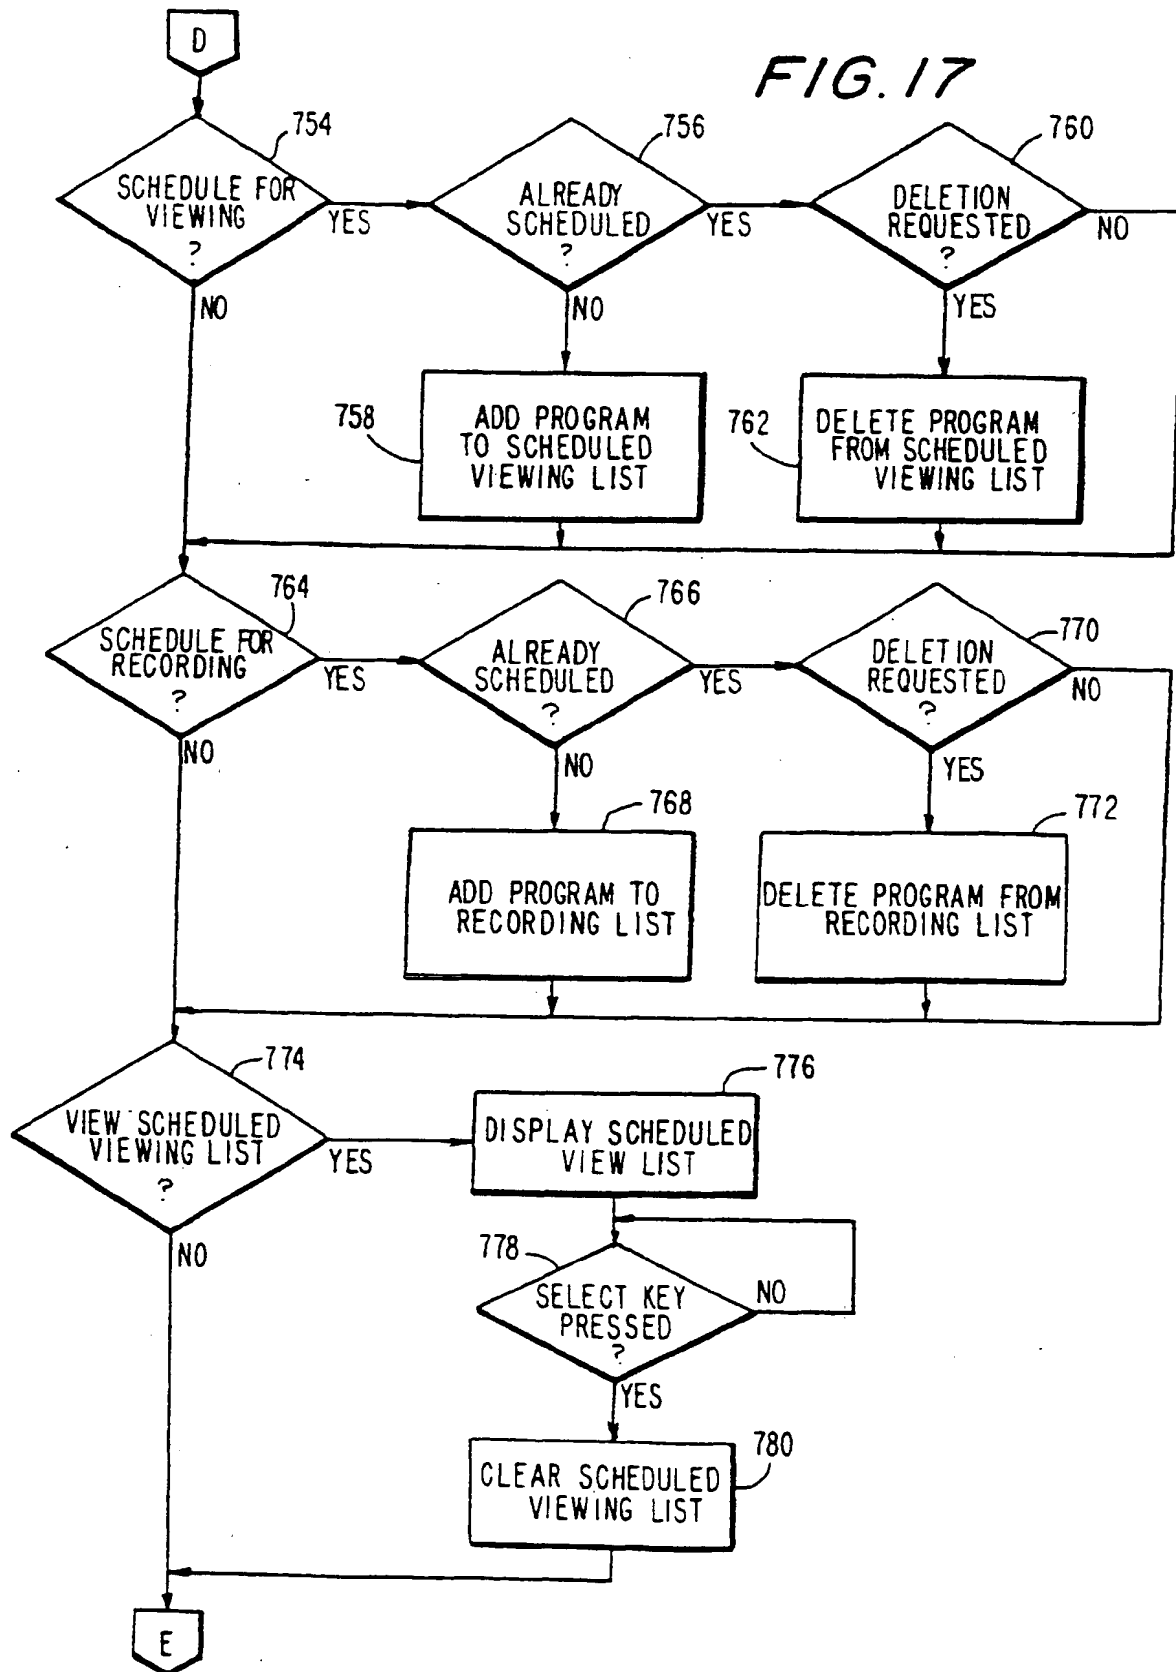 D
FIG. 17
754
SCHEDULE FOR
VIEWING
?
YES
NO
756
ALREADY
SCHEDULED
?
YES
NO
760
DELETION
REQUESTED
?
NO
YES
758
ADD PROGRAM
TO SCHEDULED
VIEWING LIST
762
DELETE PROGRAM
FROM SCHEDULED
VIEWING LIST
764
SCHEDULE FOR
RECORDING
?
YES
NO
766
ALREADY
SCHEDULED
?
YES
NO
770
DELETION
REQUESTED
?
NO
YES
768
ADD PROGRAM TO
RECORDING LIST
772
DELETE PROGRAM FROM
RECORDING LIST
774
VIEW SCHEDULED
VIEWING LIST
?
YES
NO
776
DISPLAY SCHEDULED
VIEW LIST
778
SELECT KEY
PRESSED
?
NO
YES
780
CLEAR SCHEDULED
VIEWING LIST
E